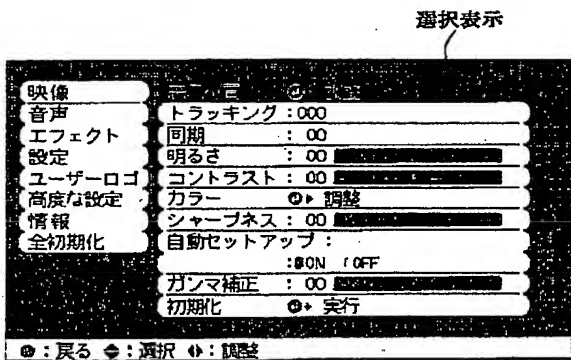 選択表示
映像
音声
エフェクト
設定
ユーザーロゴ
高度な設定
情報
全初期化
トラッキング :000
同期 : 00
明るさ : 00
コントラスト : 00
カラー 調整
シャープネス : 00
自動セットアップ :
:ON OFF
ガンマ補正 : 00
初期化 実行
:戻る :選択 :調整